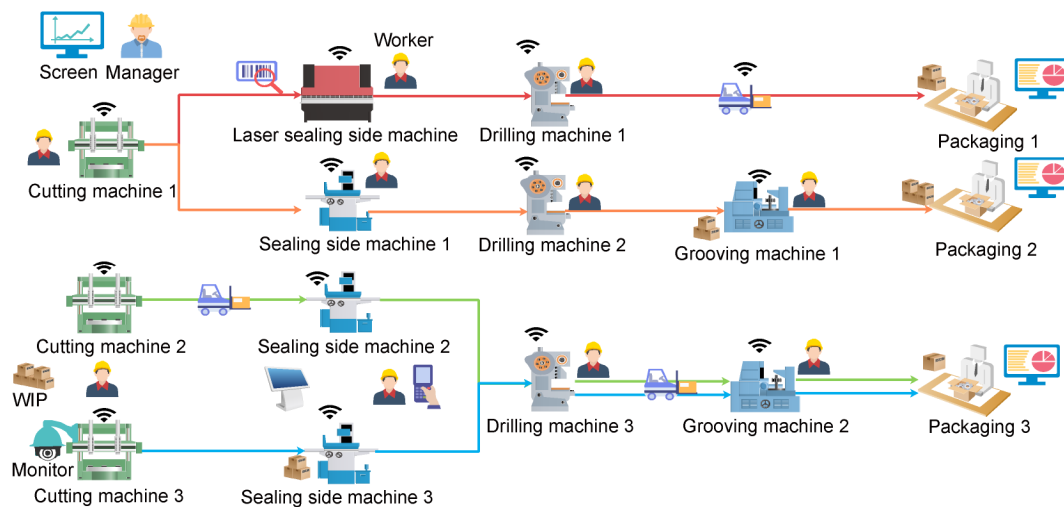 Screen
Manager
Worker
Laser sealing side machine
Drilling machine 1
Packaging 1
Cutting machine 1
Sealing side machine 1
Drilling machine 2
Grooving machine 1
Packaging 2
Cutting machine 2
Sealing side machine 2
WIP
Drilling machine 3
Grooving machine 2
Packaging 3
Monitor
Cutting machine 3
Sealing side machine 3